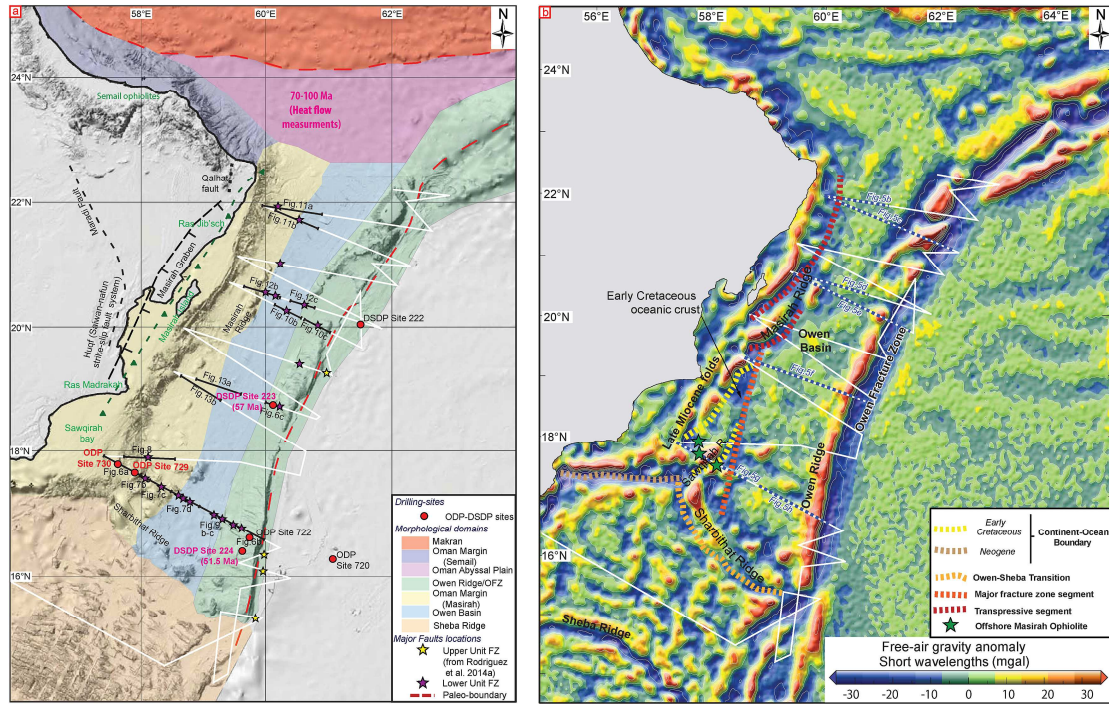 a
58°E
60°E
62°E
N
24°N
Semail ophiolites
70-100 Ma
(Heat flow
measurments)
Qalhat
fault
22°N
Maradi Fault
Ras Jib'sch
Fig.11a
Fig.11b
Masirah Graben
Huqf (Salwan-nafun
strite-slip fault system)
Fig.12b
Fig.12c
Fig.10b
Fig.10c
DSDP Site 222
20°N
Masirah
Ridge
Ras Madrakah
Fig.13a
Fig.13b
DSDP Site 223
(57 Ma)
Fig.6c
Sawqirah
bay
18°N
ODP
Site 730
Fig.8
ODP
Site 729
Fig.6a
Fig.7b
Fig.7c
Fig.7d
Sharbithat Ridge
Fig.9
b-c
ODP Site 722
Fig.6b
DSDP Site 224
(51.5 Ma)
ODP
Site 720
16°N
Drilling-sites
ODP-DSDP sites
Morphological domains
Makran
Oman Margin
(Semail)
Oman Abyssal Plain
Owen Ridge/OFZ
Oman Margin
(Masirah)
Owen Basin
Sheba Ridge
Major Faults locations
Upper Unit FZ
(from Rodriguez
et al. 2014a)
Lower Unit FZ
Paleo-boundary
b
56°E
58°E
60°E
62°E
64°E
N
24°N
22°N
Fig.5b
Fig.5c
Fig.5d
Fig.5e
Early Cretaceous
oceanic crust
20°N
Masirah Ridge
Owen
Basin
Owen Fracture Zone
Fig.5f
Late Miocene folds
18°N
Fig.5g
Fig.5h
Owen Ridge
Sharbithat Ridge
16°N
Sheba Ridge
Early
Cretaceous
Neogene
Continent-Ocean
Boundary
Owen-Sheba Transition
Major fracture zone segment
Transpressive segment
Offshore Masirah Ophiolite
Free-air gravity anomaly
Short wavelengths (mgal)
-30
-20
-10
0
10
20
30